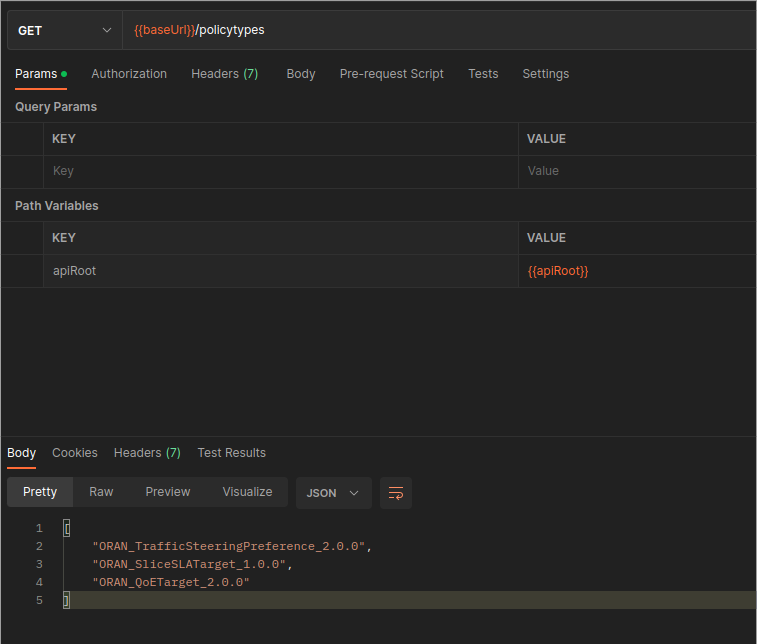 GET {{baseUrl}}/policytypes
Params Authorization Headers (7) Body Pre-request Script Tests Settings
Query Params
KEY VALUE
Key Value
Path Variables
KEY VALUE
apiRoot {{apiRoot}}
Body Cookies Headers (7) Test Results
Pretty Raw Preview Visualize JSON
1 [
2 "ORAN_TrafficSteeringPreference_2.0.0",
3 "ORAN_SliceSLATarget_1.0.0",
4 "ORAN_QoETarget_2.0.0"
5 ]